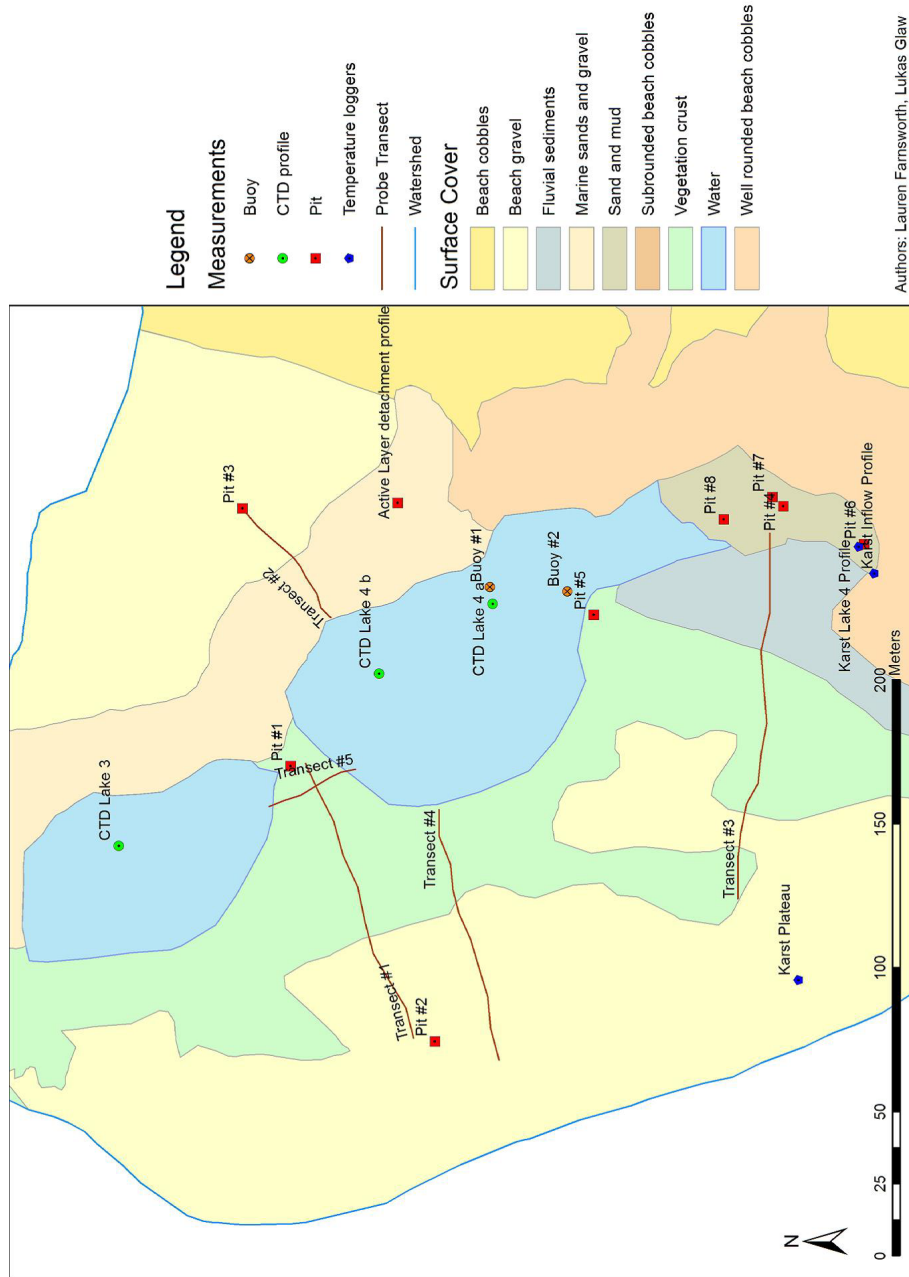 CTD Lake 3
Pit #3
Transect #2
Pit #1
Transect #5
CTD Lake 4 b
Active Layer detachment profile
Transect #1
Pit #2
Transect #4
CTD Lake 4 a
Buoy #1
Buoy #2
Pit #5
Pit #8
Pit #7
Pit #4
Transect #3
Pit #6
Karst Lake 4 Profile
Karst Inflow Profile
Karst Plateau
N
0
25
50
100
150
200
Meters
Legend
Measurements
Buoy
CTD profile
Pit
Temperature loggers
Probe Transect
Watershed
Surface Cover
Beach cobbles
Beach gravel
Fluvial sediments
Marine sands and gravel
Sand and mud
Subrounded beach cobbles
Vegetation crust
Water
Well rounded beach cobbles
Authors: Lauren Farnsworth, Lukas Glaw